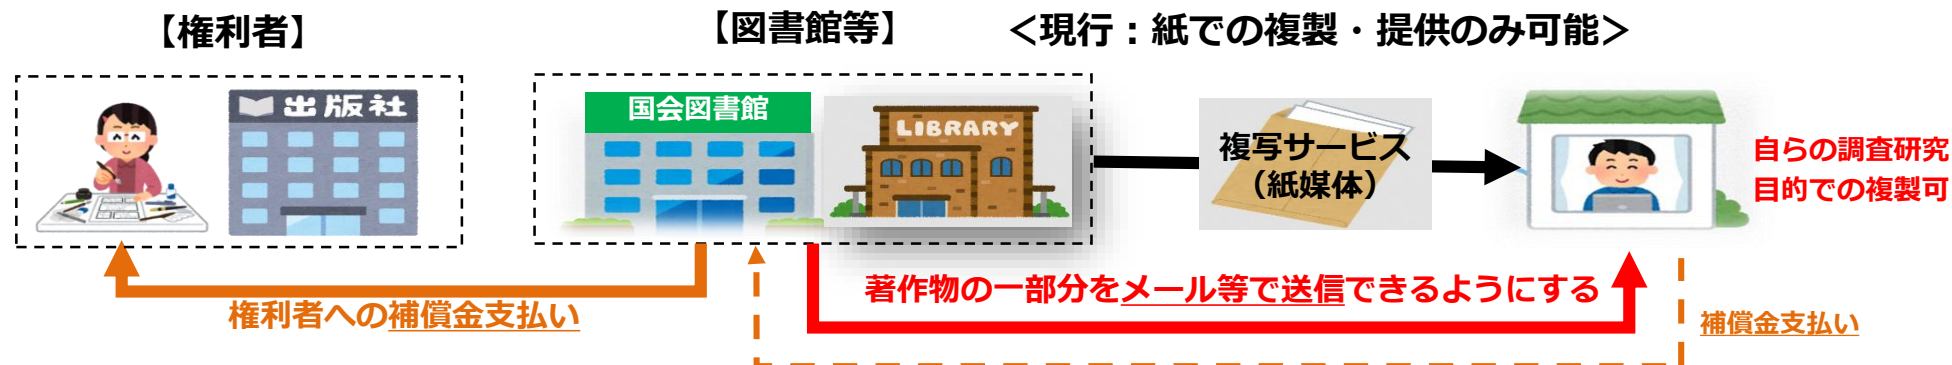 【権利者】
【図書館等】
＜現行：紙での複製・提供のみ可能＞
出版社
国会図書館
LIBRARY
複写サービス
（紙媒体）
自らの調査研究
目的での複製可
著作物の一部分をメール等で送信できるようにする
権利者への補償金支払い
補償金支払い